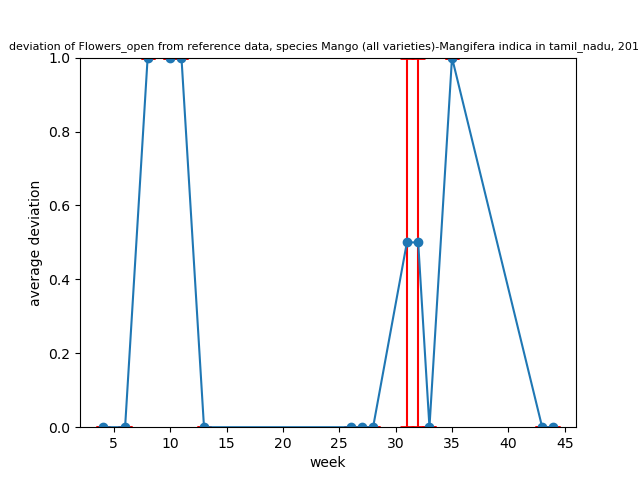 deviation of Flowers_open from reference data, species Mango (all varieties)-Mangifera indica in tamil_nadu, 201
1.0
0.8
0.6
0.4
0.2
0.0
average deviation
5 10 15 20 25 30 35 40 45
week